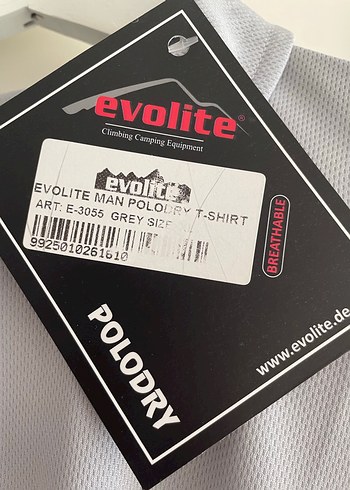 evolite®
Climbing Camping Equipment
evolite
EVOLITE MAN POLODRY T-SHIRT
ART: E-3055 GREY SIZE
9925010261610
BREATHABLE
POLODRY
www.evolite.de